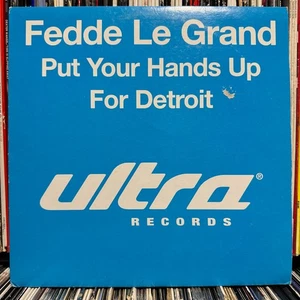 Fedde Le Grand
Put Your Hands Up
For Detroit
ultra®
RECORDS